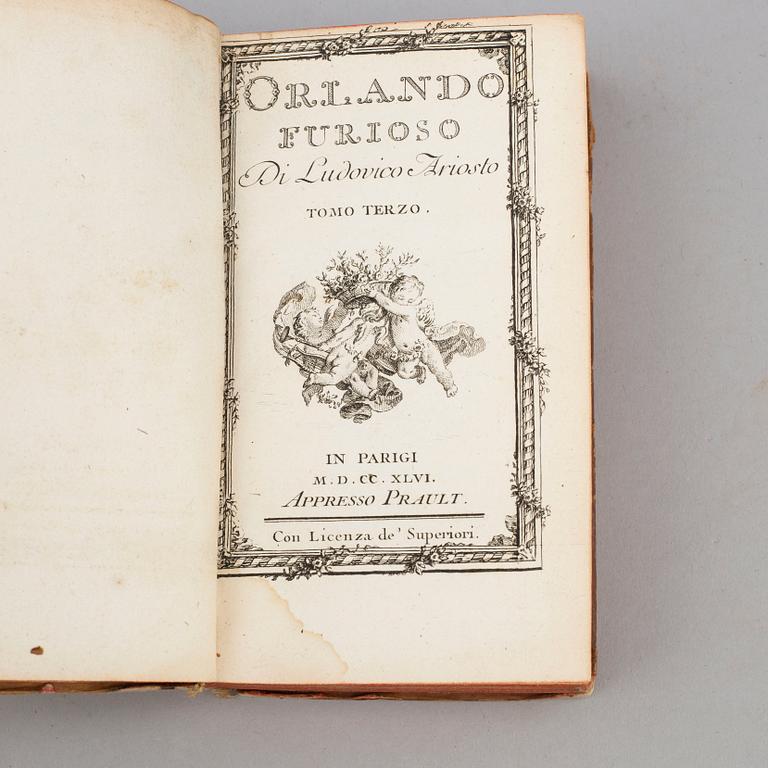 ORLANDO
FURIOSO
Di Ludovico Ariosto
TOMO TERZO.
IN PARIGI
M. D. CC. XLVI.
APPRESSO PRAULT.
Con Licenza de' Superiori.